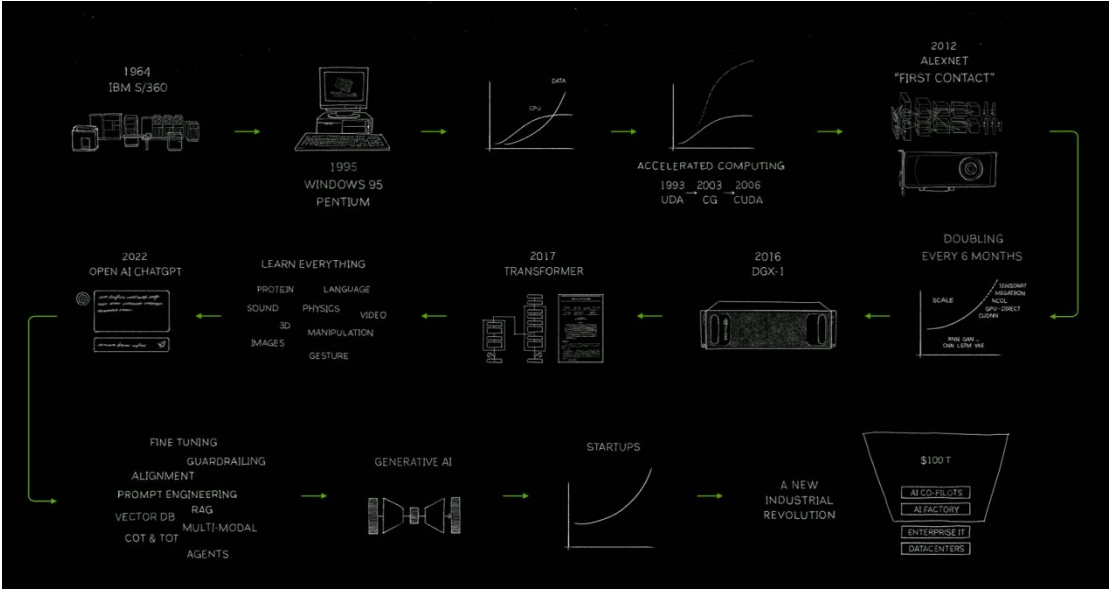 1964
IBM S/360
1995
WINDOWS 95
PENTIUM
DATA
CPU
ACCELERATED COMPUTING
1993 → 2003 → 2006
UDA CG CUDA
2012
ALEXNET
"FIRST CONTACT"
DOUBLING
EVERY 6 MONTHS
SCALE
MEGATRON
NCCL
GPU-DIRECT
CUDNN
RNN GAN
CNN LSTM VAE
2016
DGX-1
2017
TRANSFORMER
LEARN EVERYTHING
PROTEIN LANGUAGE
SOUND PHYSICS VIDEO
3D MANIPULATION
IMAGES
GESTURE
2022
OPEN AI CHATGPT
FINE TUNING
GUARDRAILING
ALIGNMENT
PROMPT ENGINEERING
RAG
VECTOR DB
MULTI-MODAL
COT & TOT
AGENTS
GENERATIVE AI
STARTUPS
A NEW
INDUSTRIAL
REVOLUTION
$100 T
AI CO-PILOTS
AI FACTORY
ENTERPRISE IT
DATACENTERS